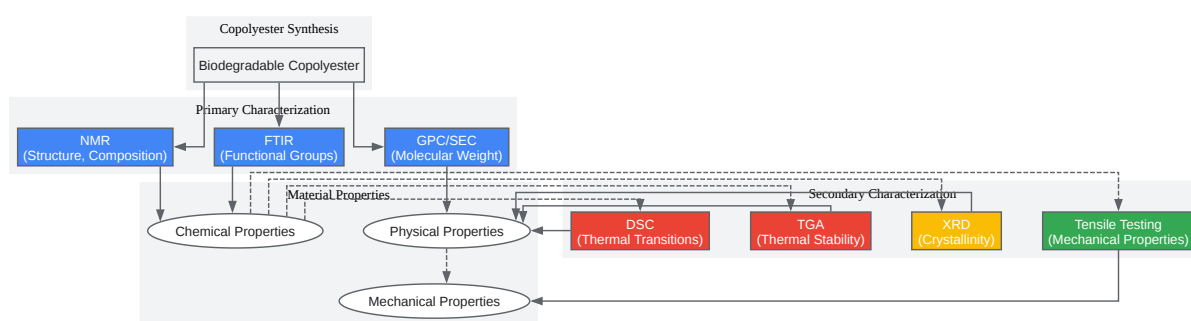 Copolyester Synthesis
Biodegradable Copolyester
Primary Characterization
NMR
(Structure, Composition)
FTIR
(Functional Groups)
GPC/SEC
(Molecular Weight)
Material Properties
Secondary Characterization
Chemical Properties
Physical Properties
DSC
(Thermal Transitions)
TGA
(Thermal Stability)
XRD
(Crystallinity)
Tensile Testing
(Mechanical Properties)
Mechanical Properties